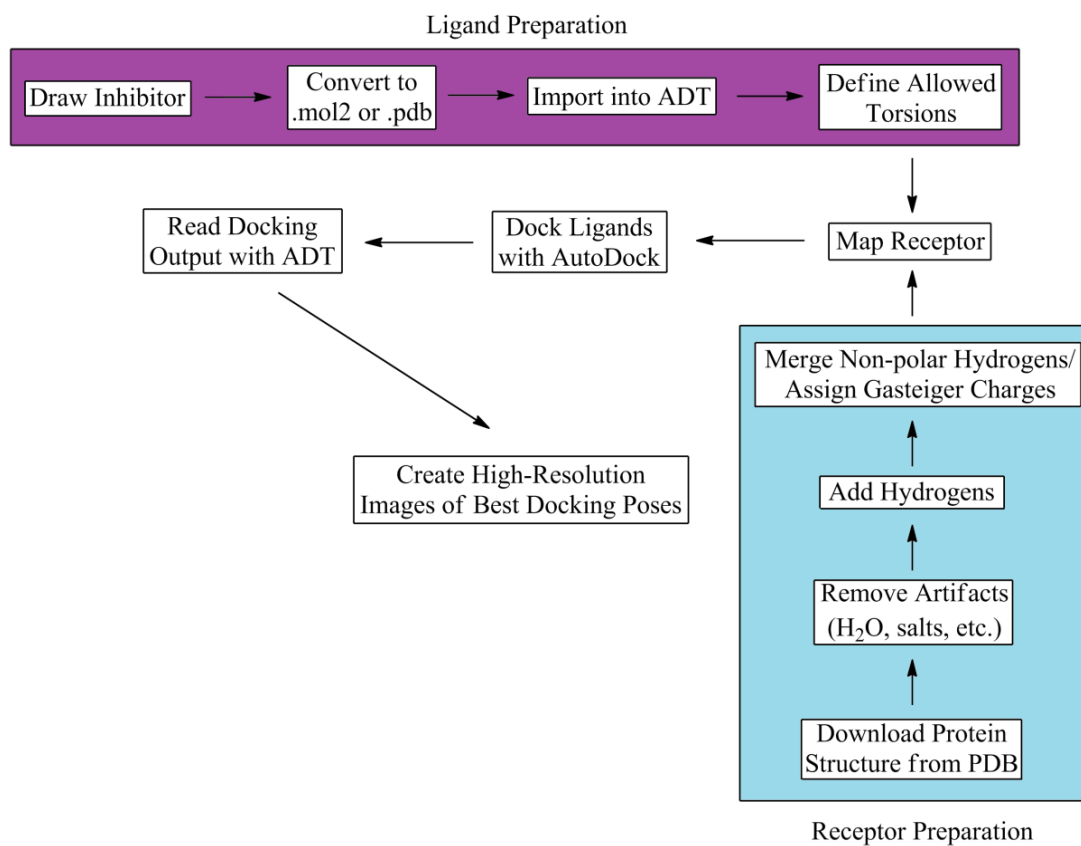 Ligand Preparation
Draw Inhibitor
Convert to
.mol2 or .pdb
Import into ADT
Define Allowed
Torsions
Read Docking
Output with ADT
Dock Ligands
with AutoDock
Map Receptor
Merge Non-polar Hydrogens/
Assign Gasteiger Charges
Create High-Resolution
Images of Best Docking Poses
Add Hydrogens
Remove Artifacts
(H₂O, salts, etc.)
Download Protein
Structure from PDB
Receptor Preparation